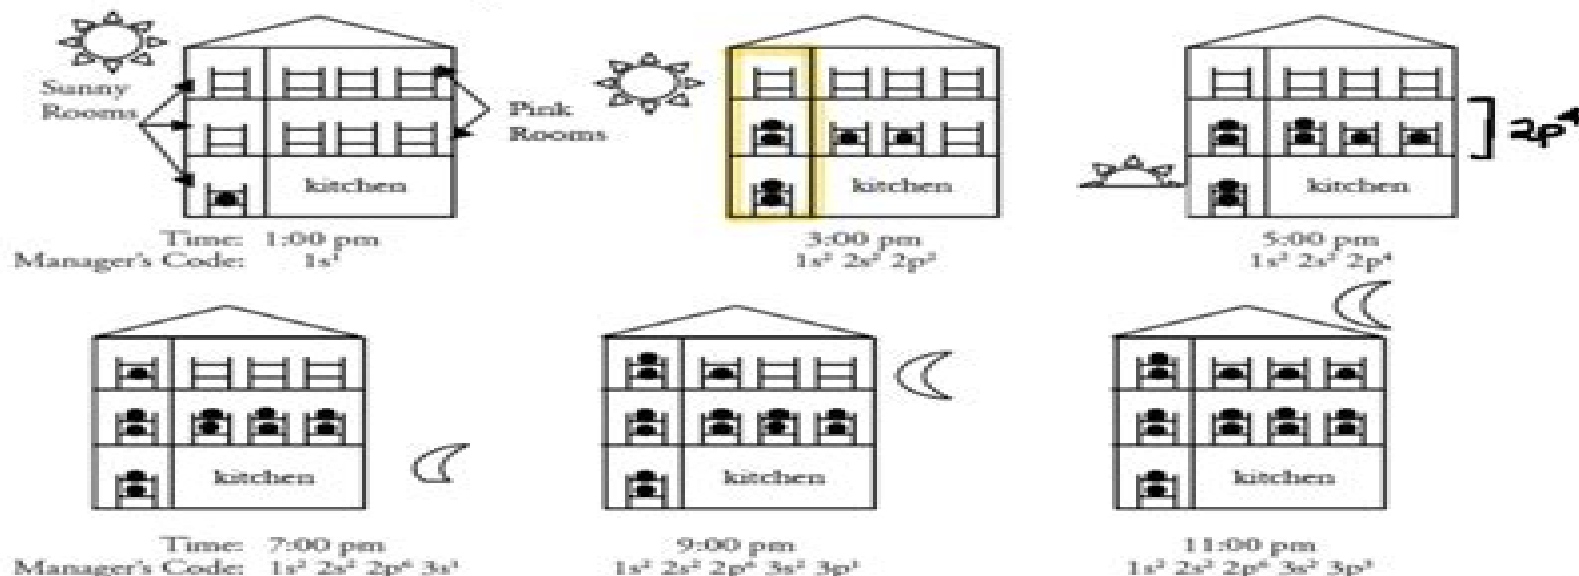 Sunny
Rooms
Pink
Rooms
kitchen
kitchen
kitchen
2p⁴
Time: 1:00 pm
3:00 pm
5:00 pm
Manager's Code: 1s¹
1s² 2s² 2p²
1s² 2s² 2p⁴
kitchen
kitchen
kitchen
Time: 7:00 pm
9:00 pm
11:00 pm
Manager's Code: 1s² 2s² 2p⁶ 3s¹
1s² 2s² 2p⁶ 3s² 3p¹
1s² 2s² 2p⁶ 3s² 3p³